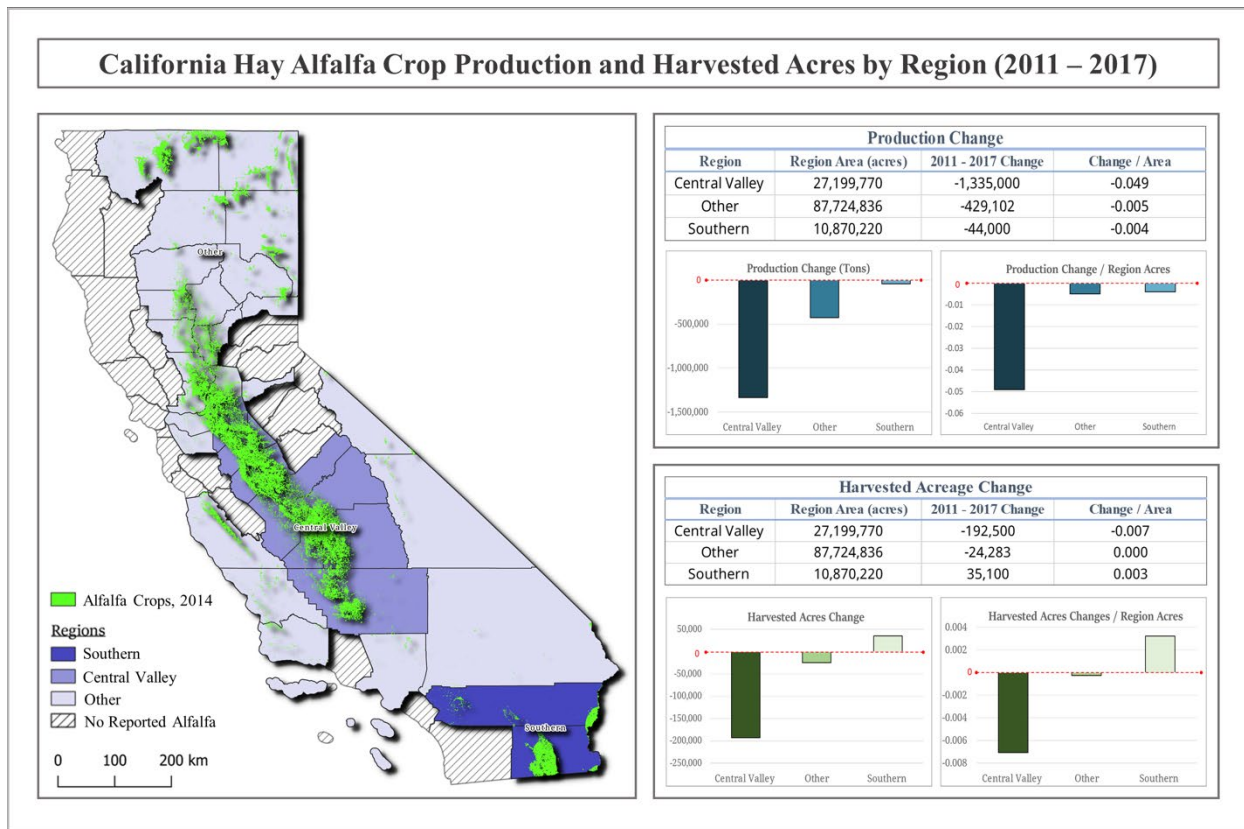 California Hay Alfalfa Crop Production and Harvested Acres by Region (2011 – 2017)
Other
Central Valley
Southern
Alfalfa Crops, 2014
Regions
Southern
Central Valley
Other
No Reported Alfalfa
0 100 200 km
Production Change
Region Region Area (acres) 2011 - 2017 Change Change / Area
Central Valley 27,199,770 -1,335,000 -0.049
Other 87,724,836 -429,102 -0.005
Southern 10,870,220 -44,000 -0.004
Production Change (Tons)
0
-500,000
-1,000,000
-1,500,000
Central Valley Other Southern
Production Change / Region Acres
0
-0.01
-0.02
-0.03
-0.04
-0.05
-0.06
Central Valley Other Southern
Harvested Acreage Change
Region Region Area (acres) 2011 - 2017 Change Change / Area
Central Valley 27,199,770 -192,500 -0.007
Other 87,724,836 -24,283 0.000
Southern 10,870,220 35,100 0.003
Harvested Acres Change
50,000
0
-50,000
-100,000
-150,000
-200,000
-250,000
Central Valley Other Southern
Harvested Acres Changes / Region Acres
0.004
0.002
0
-0.002
-0.004
-0.006
-0.008
Central Valley Other Southern